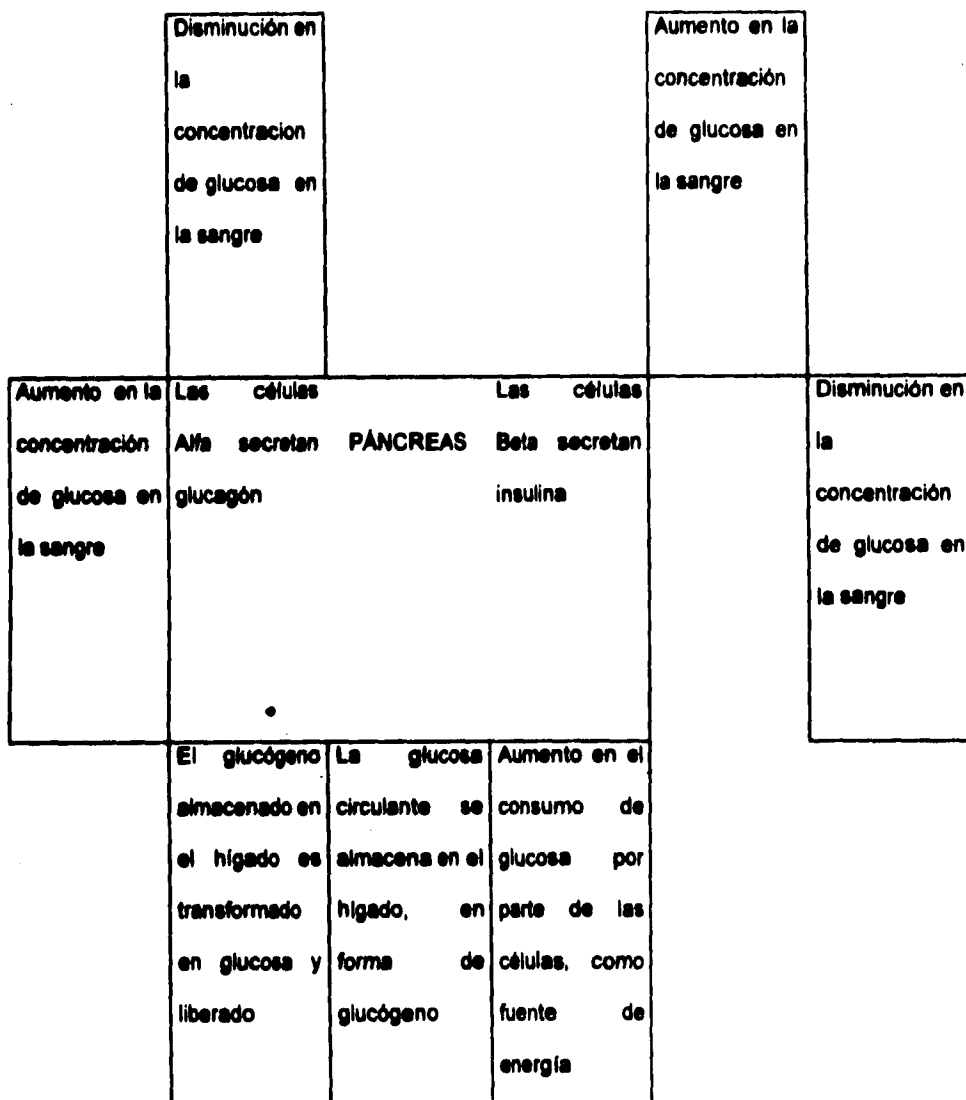 Disminución en
la
concentracion
de glucosa en
la sangre
Aumento en la
concentración
de glucosa en
la sangre
Aumento en la
concentración
de glucosa en
la sangre
Las células
Alfa secretan
glucagón
PÁNCREAS
Las células
Beta secretan
insulina
Disminución en
la
concentración
de glucosa en
la sangre
El glucógeno
almacenado en
el hígado es
transformado
en glucosa y
liberado
La glucosa
circulante se
almacena en el
hígado, en
forma de
glucógeno
Aumento en el
consumo de
glucosa por
parte de las
células, como
fuente de
energía